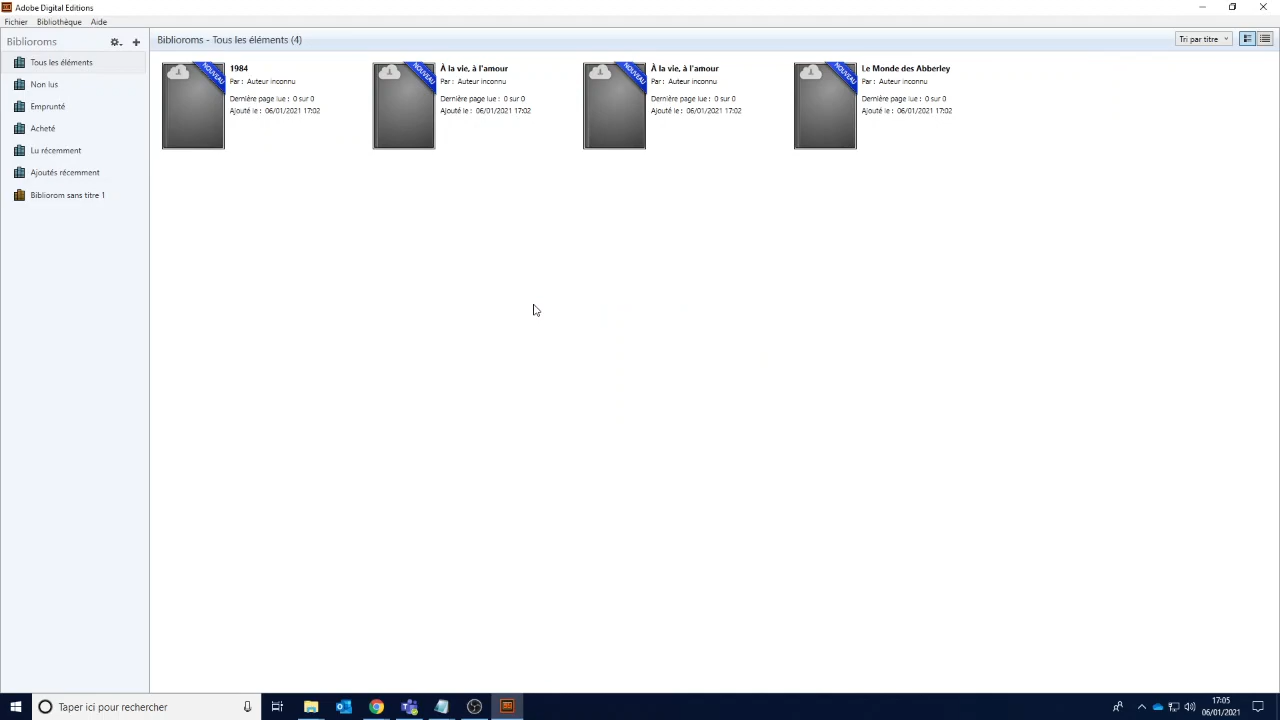 Adobe Digital Editions
Fichier Bibliothèque Aide
Biblioroms
Biblioroms - Tous les éléments (4)
Tri par titre
Tous les éléments
Non lus
Emprunté
Acheté
Lu récemment
Ajoutés récemment
Bibliorom sans titre 1
NOUVEAU
1984
Par : Auteur inconnu
Dernière page lue : 0 sur 0
Ajouté le : 06/01/2021 17:02
NOUVEAU
À la vie, à l'amour
Par : Auteur inconnu
Dernière page lue : 0 sur 0
Ajouté le : 06/01/2021 17:02
NOUVEAU
À la vie, à l'amour
Par : Auteur inconnu
Dernière page lue : 0 sur 0
Ajouté le : 06/01/2021 17:02
NOUVEAU
Le Monde des Abberley
Par : Auteur inconnu
Dernière page lue : 0 sur 0
Ajouté le : 06/01/2021 17:02
Taper ici pour rechercher
17:05
06/01/2021